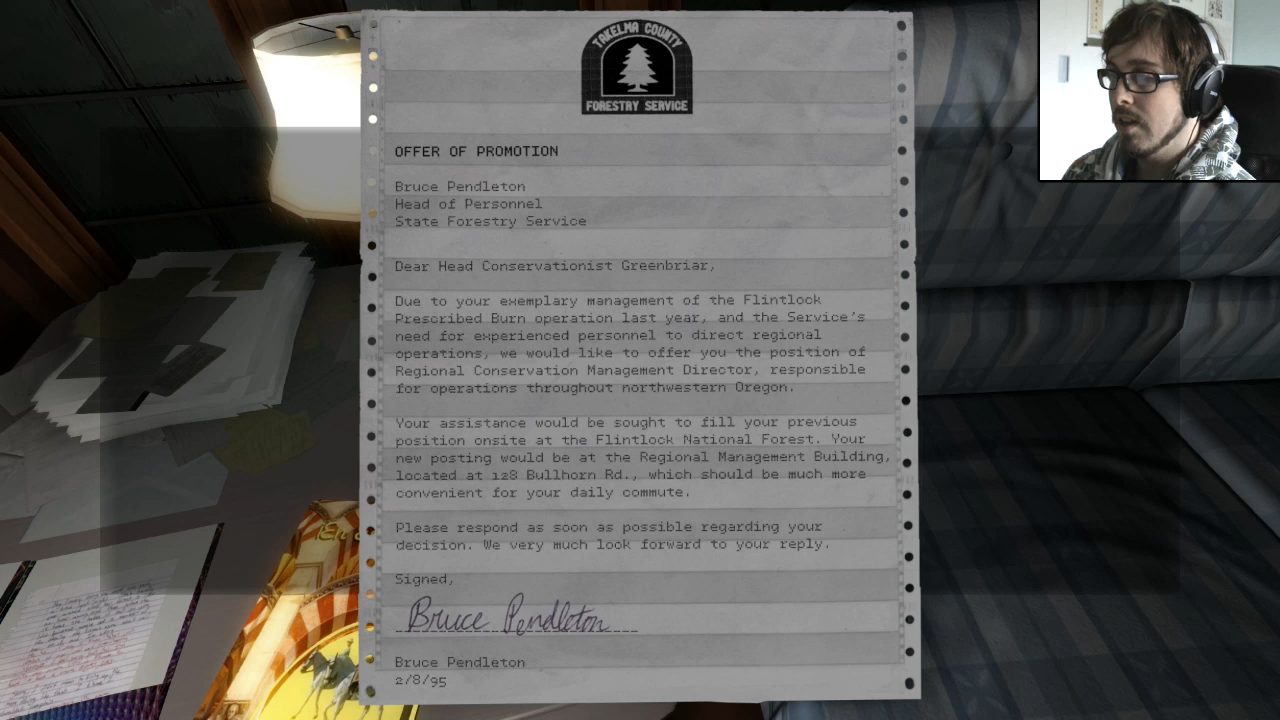 TAKELMA COUNTY
FORESTRY SERVICE
OFFER OF PROMOTION
Bruce Pendleton
Head of Personnel
State Forestry Service
Dear Head Conservationist Greenbriar,
Due to your exemplary management of the Flintlock
Prescribed Burn operation last year, and the Service's
need for experienced personnel to direct regional
operations, we would like to offer you the position of
Regional Conservation Management Director, responsible
for operations throughout northwestern Oregon.
Your assistance would be sought to fill your previous
position onsite at the Flintlock National Forest. Your
new posting would be at the Regional Management Building,
located at 128 Bullhorn Rd., which should be much more
convenient for your daily commute.
Please respond as soon as possible regarding your
decision. We very much look forward to your reply.
Signed,
Bruce Pendleton
Bruce Pendleton
2/8/95